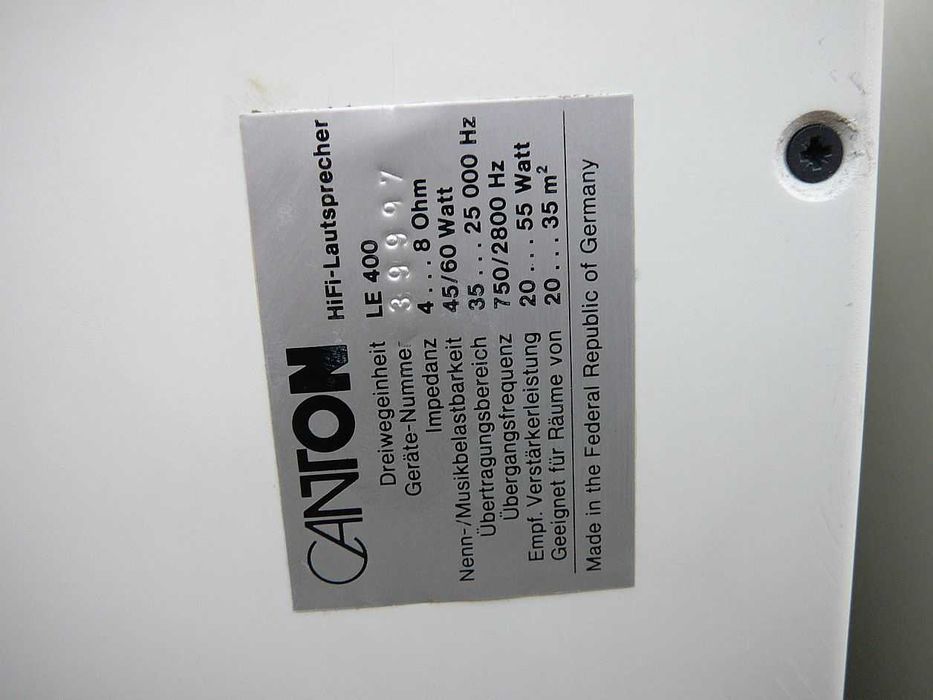 CANTON HiFi-Lautsprecher
Dreiwegeinheit LE 400
Geräte-Nummer 39997
Impedanz 4...8 Ohm
Nenn-/Musikbelastbarkeit 45/60 Watt
Übertragungsbereich 35...25 000 Hz
Übergangsfrequenz 750/2800 Hz
Empf. Verstärkerleistung 20...55 Watt
Geeignet für Räume von 20...35 m²
Made in the Federal Republic of Germany